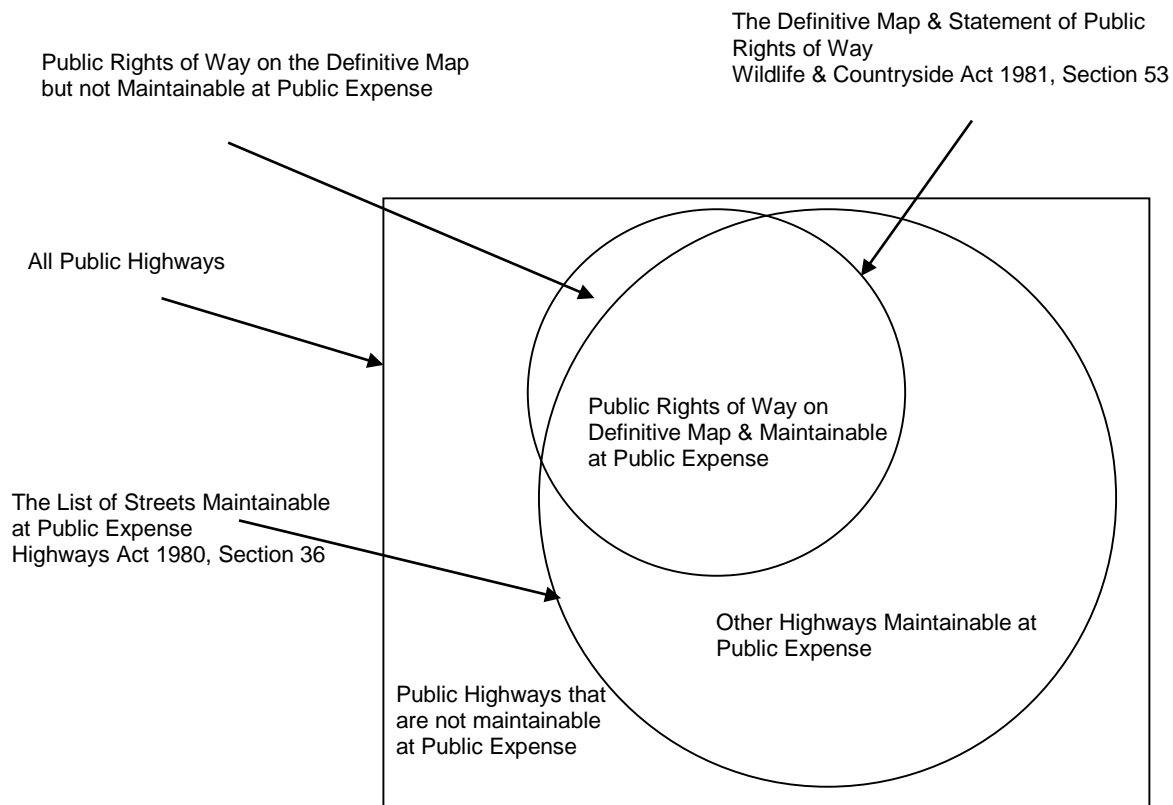 The Definitive Map & Statement of Public
Rights of Way
Wildlife & Countryside Act 1981, Section 53
Public Rights of Way on the Definitive Map
but not Maintainable at Public Expense
All Public Highways
Public Rights of Way on
Definitive Map & Maintainable
at Public Expense
The List of Streets Maintainable
at Public Expense
Highways Act 1980, Section 36
Other Highways Maintainable at
Public Expense
Public Highways that
are not maintainable
at Public Expense